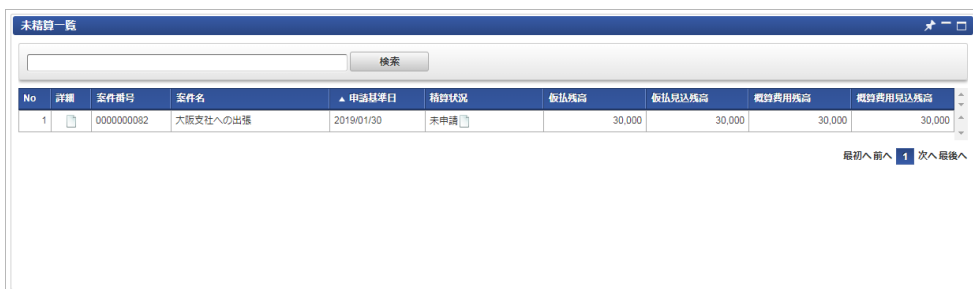 未精算一覧
検索
No 詳細 案件番号 案件名 ▲ 申請基準日 精算状況 仮払残高 仮払見込残高 概算費用残高 概算費用見込残高
1 0000000082 大阪支社への出張 2019/01/30 未申請 30,000 30,000 30,000 30,000
最初へ 前へ 1 次へ 最後へ